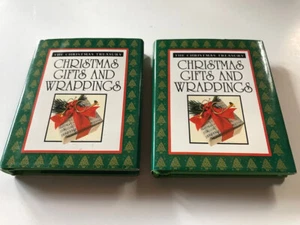 THE CHRISTMAS TREASURY
CHRISTMAS
GIFTS AND
WRAPPINGS
THE CHRISTMAS TREASURY
CHRISTMAS
GIFTS AND
WRAPPINGS